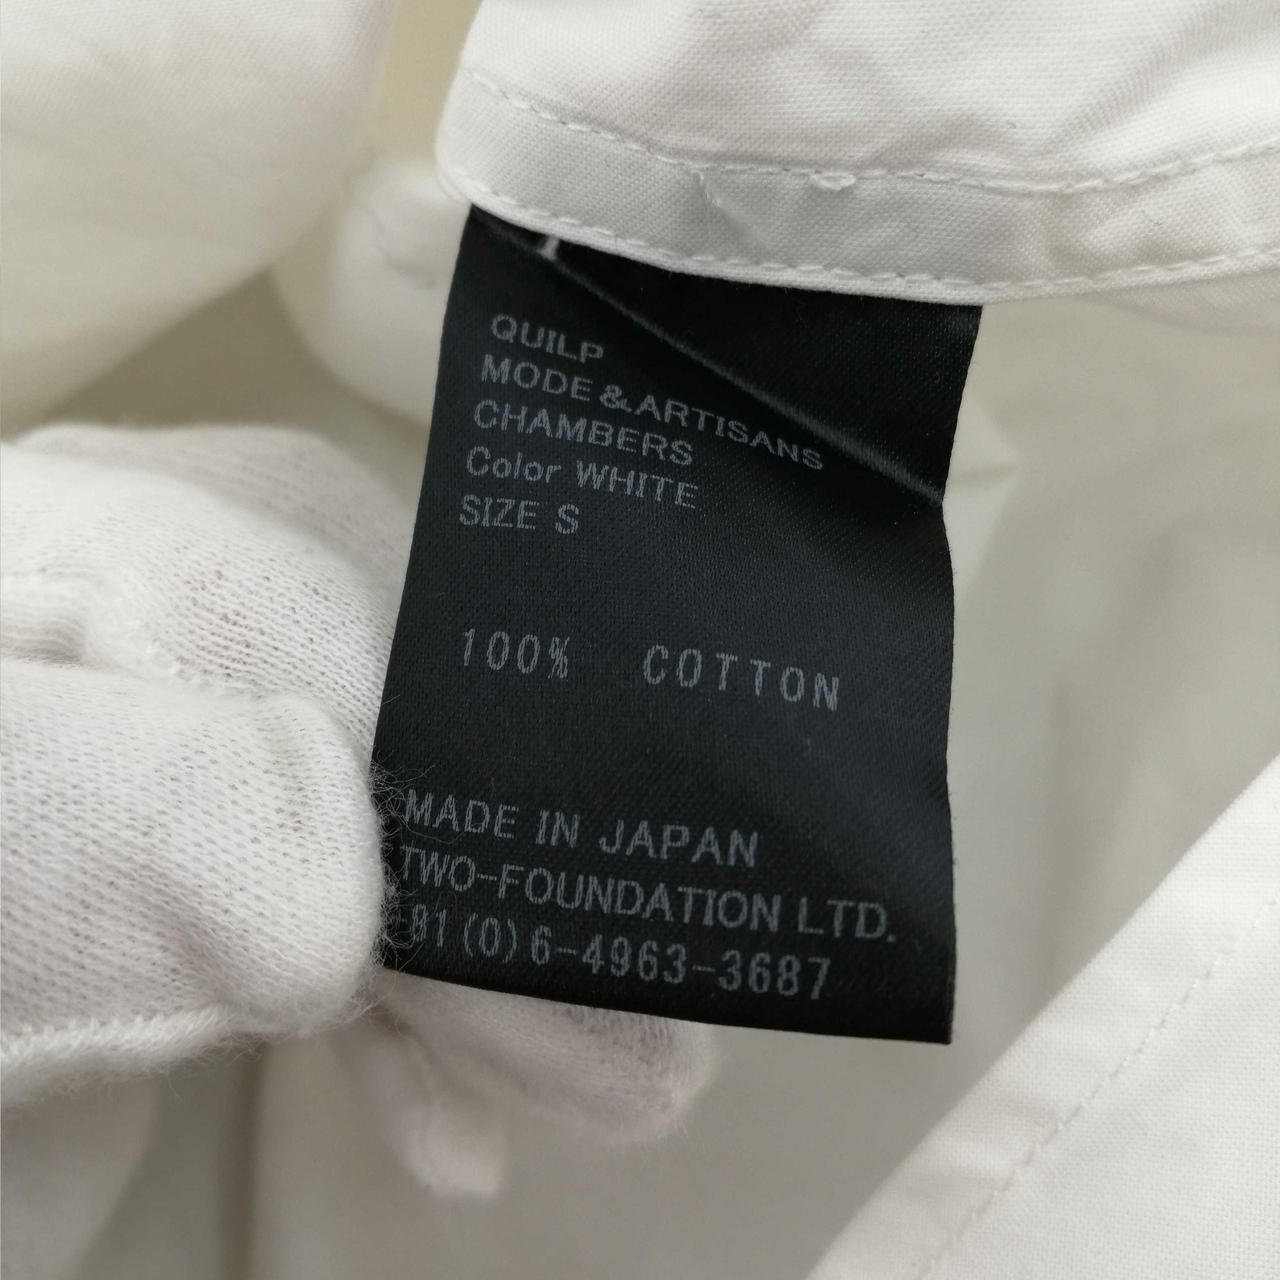 QUILP
MODE&ARTISANS
CHAMBERS
Color WHITE
SIZE S
100% COTTON
MADE IN JAPAN
TWO-FOUNDATION LTD.
-81(0)6-4963-3687